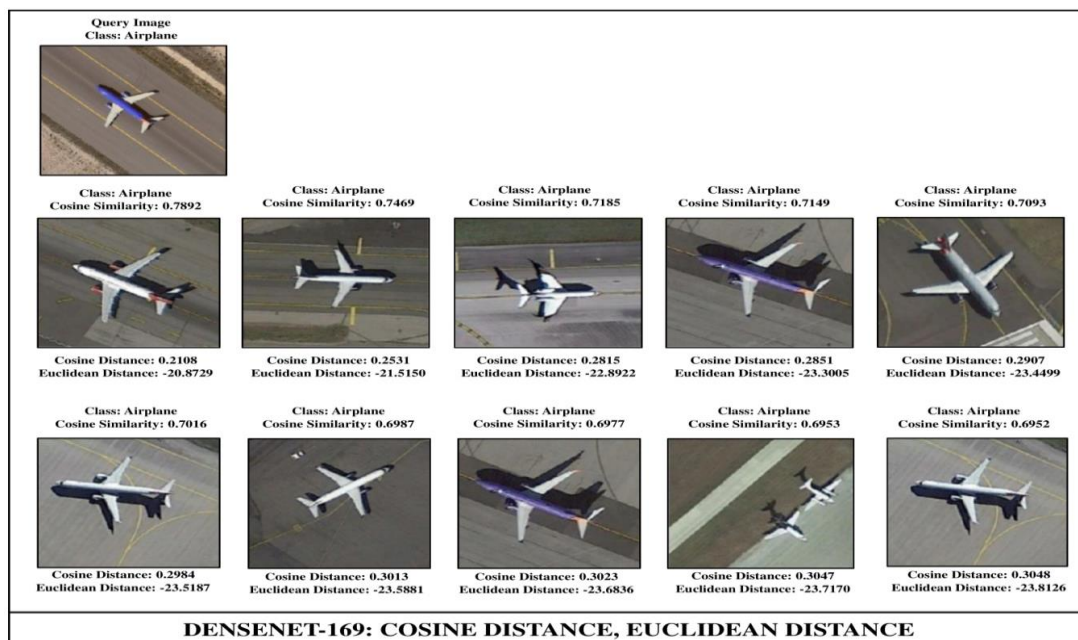 Query Image
Class: Airplane
Class: Airplane
Cosine Similarity: 0.7892
Class: Airplane
Cosine Similarity: 0.7469
Class: Airplane
Cosine Similarity: 0.7185
Class: Airplane
Cosine Similarity: 0.7149
Class: Airplane
Cosine Similarity: 0.7093
Cosine Distance: 0.2108
Euclidean Distance: -20.8729
Cosine Distance: 0.2531
Euclidean Distance: -21.5150
Cosine Distance: 0.2815
Euclidean Distance: -22.8922
Cosine Distance: 0.2851
Euclidean Distance: -23.3005
Cosine Distance: 0.2907
Euclidean Distance: -23.4499
Class: Airplane
Cosine Similarity: 0.7016
Class: Airplane
Cosine Similarity: 0.6987
Class: Airplane
Cosine Similarity: 0.6977
Class: Airplane
Cosine Similarity: 0.6953
Class: Airplane
Cosine Similarity: 0.6952
Cosine Distance: 0.2984
Euclidean Distance: -23.5187
Cosine Distance: 0.3013
Euclidean Distance: -23.5881
Cosine Distance: 0.3023
Euclidean Distance: -23.6836
Cosine Distance: 0.3047
Euclidean Distance: -23.7170
Cosine Distance: 0.3048
Euclidean Distance: -23.8126
DENSENET-169: COSINE DISTANCE, EUCLIDEAN DISTANCE